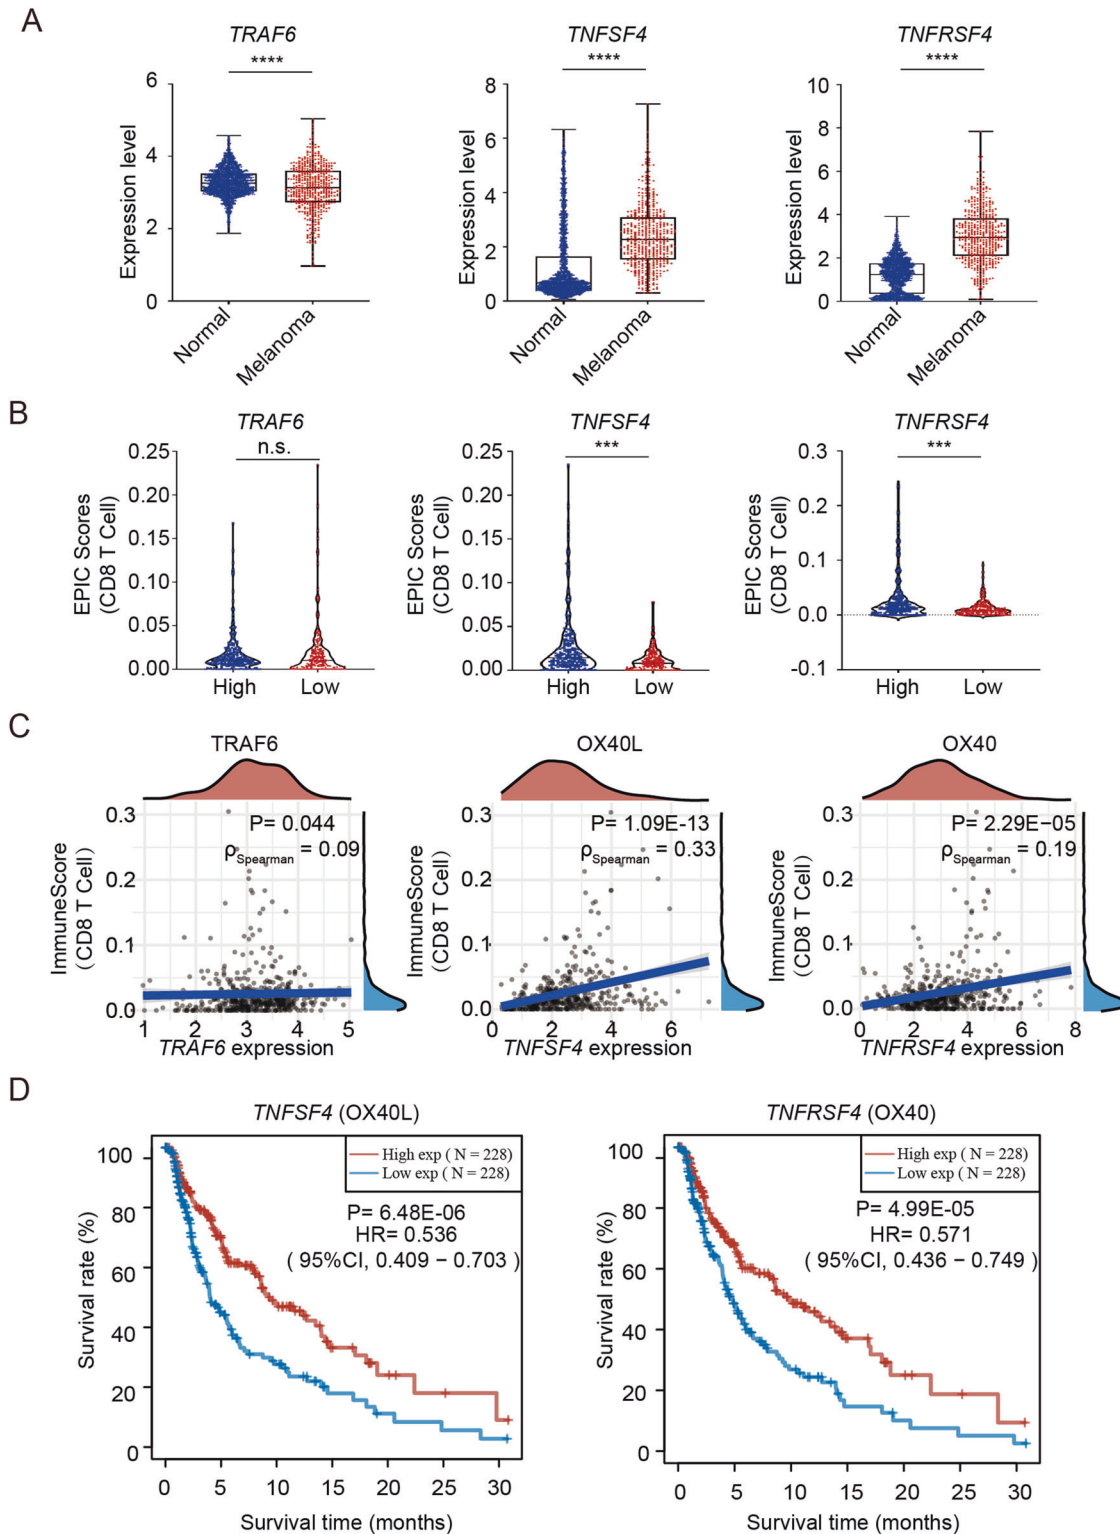 A
TRAF6
****
Expression level
6
4
2
0
Normal
Melanoma
TNFSF4
****
Expression level
8
6
4
2
0
Normal
Melanoma
TNFRSF4
****
Expression level
10
8
6
4
2
0
Normal
Melanoma
B
TRAF6
n.s.
EPIC Scores
(CD8 T Cell)
0.25
0.20
0.15
0.10
0.05
0.00
High Low
TNFSF4
***
EPIC Scores
(CD8 T Cell)
0.25
0.20
0.15
0.10
0.05
0.00
High Low
TNFRSF4
***
EPIC Scores
(CD8 T Cell)
0.3
0.2
0.1
0.0
-0.1
High Low
C
TRAF6
P= 0.044
ρSpearman = 0.09
ImmuneScore
(CD8 T Cell)
0.3
0.2
0.1
0.0
1 2 3 4 5
TRAF6 expression
OX40L
P= 1.09E-13
ρSpearman = 0.33
ImmuneScore
(CD8 T Cell)
0.3
0.2
0.1
0.0
0 2 4 6
TNFSF4 expression
OX40
P= 2.29E−05
ρSpearman = 0.19
ImmuneScore
(CD8 T Cell)
0.3
0.2
0.1
0.0
0 2 4 6 8
TNFRSF4 expression
D
TNFSF4 (OX40L)
High exp ( N = 228)
Low exp ( N = 228)
P= 6.48E-06
HR= 0.536
( 95%CI, 0.409 − 0.703 )
Survival rate (%)
100
80
60
40
20
0
0 5 10 15 20 25 30
Survival time (months)
TNFRSF4 (OX40)
High exp ( N = 228)
Low exp ( N = 228)
P= 4.99E-05
HR= 0.571
( 95%CI, 0.436 − 0.749 )
Survival rate (%)
100
80
60
40
20
0
0 5 10 15 20 25 30
Survival time (months)